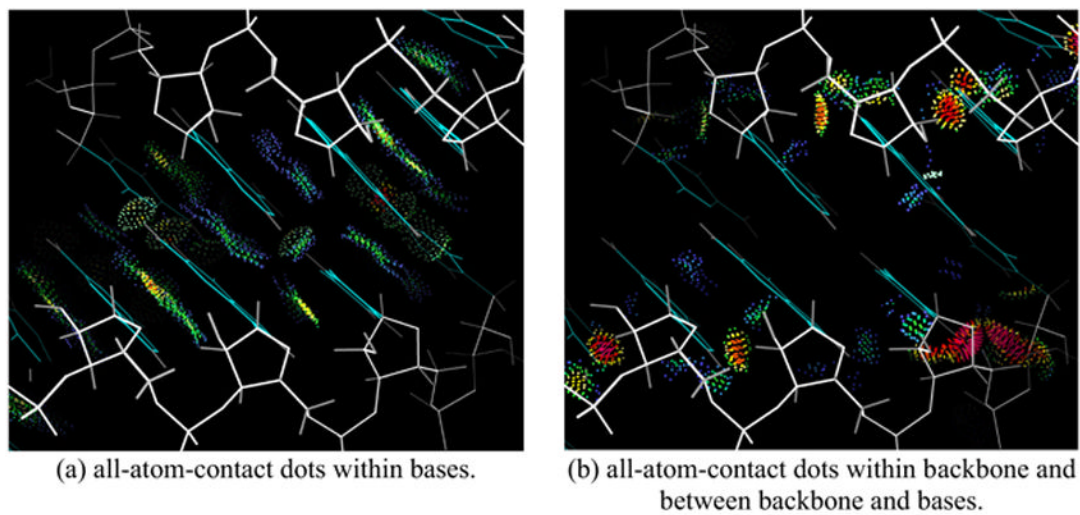 (a) all-atom-contact dots within bases.
(b) all-atom-contact dots within backbone and
between backbone and bases.